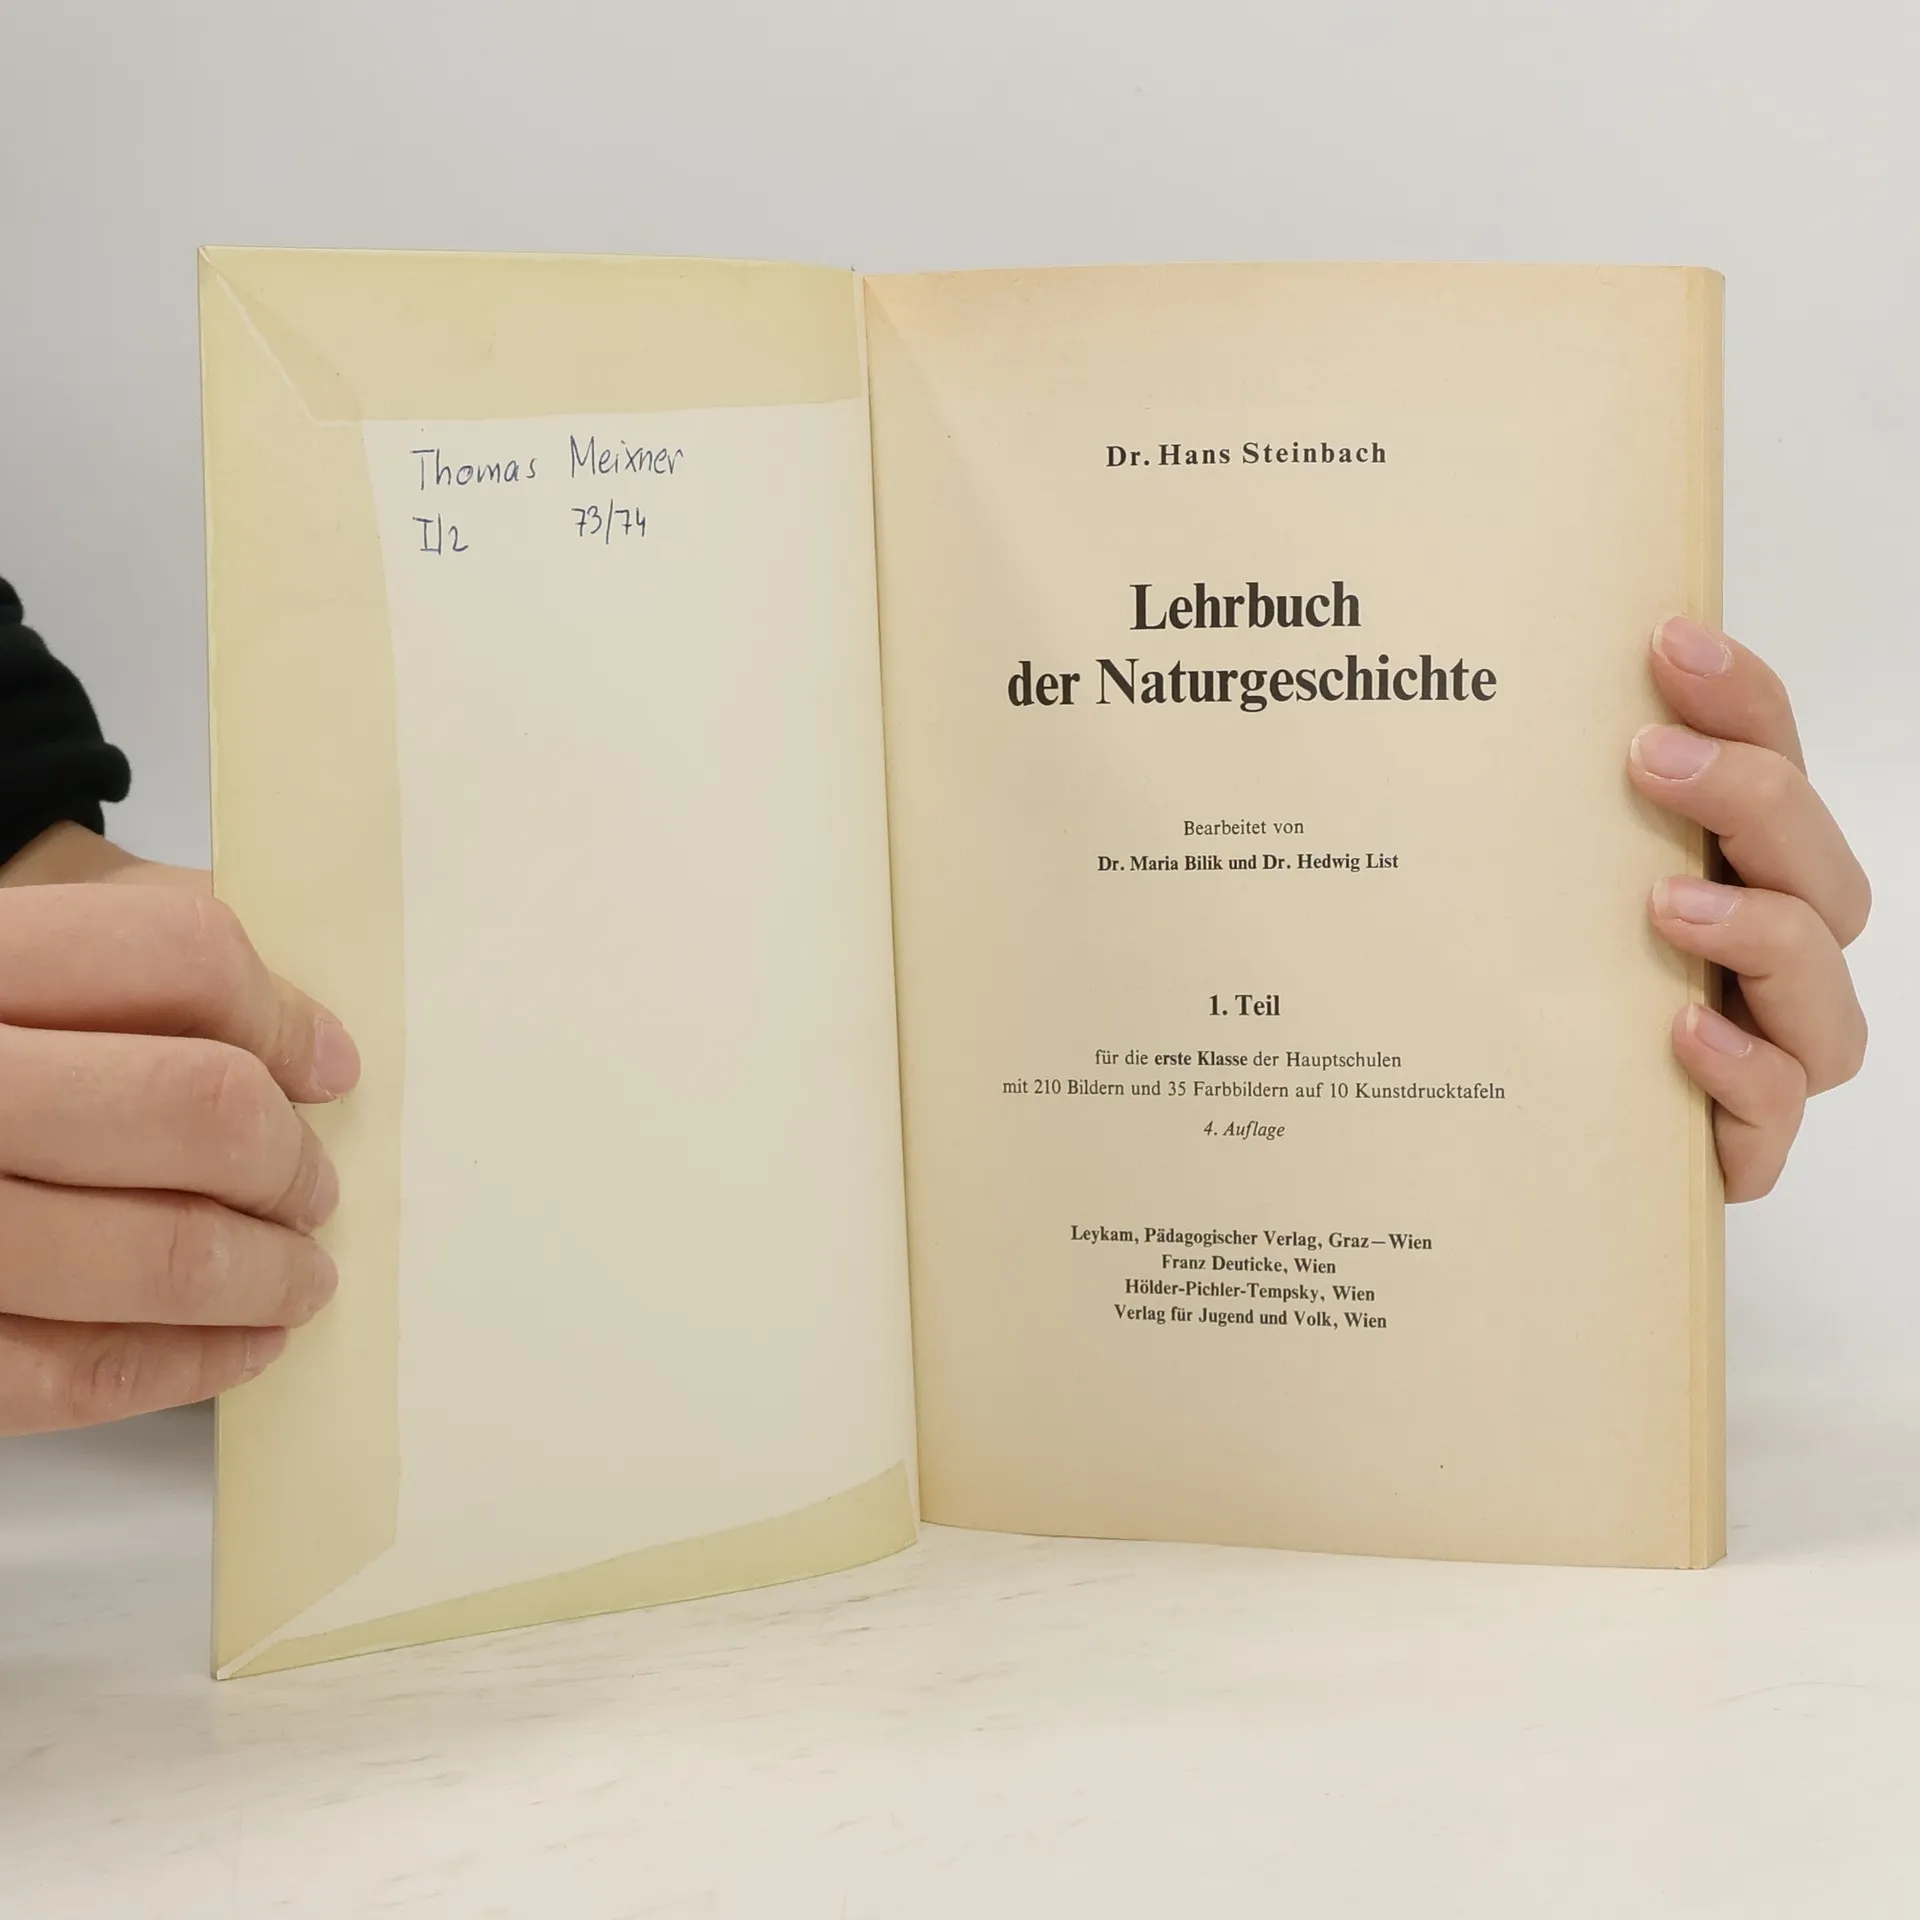 Thomas Meixner
I/2 73/74
Dr. Hans Steinbach
Lehrbuch
der Naturgeschichte
Bearbeitet von
Dr. Maria Bilik und Dr. Hedwig List
1. Teil
für die erste Klasse der Hauptschulen
mit 210 Bildern und 35 Farbbildern auf 10 Kunstdrucktafeln
4. Auflage
Leykam, Pädagogischer Verlag, Graz—Wien
Franz Deuticke, Wien
Hölder-Pichler-Tempsky, Wien
Verlag für Jugend und Volk, Wien